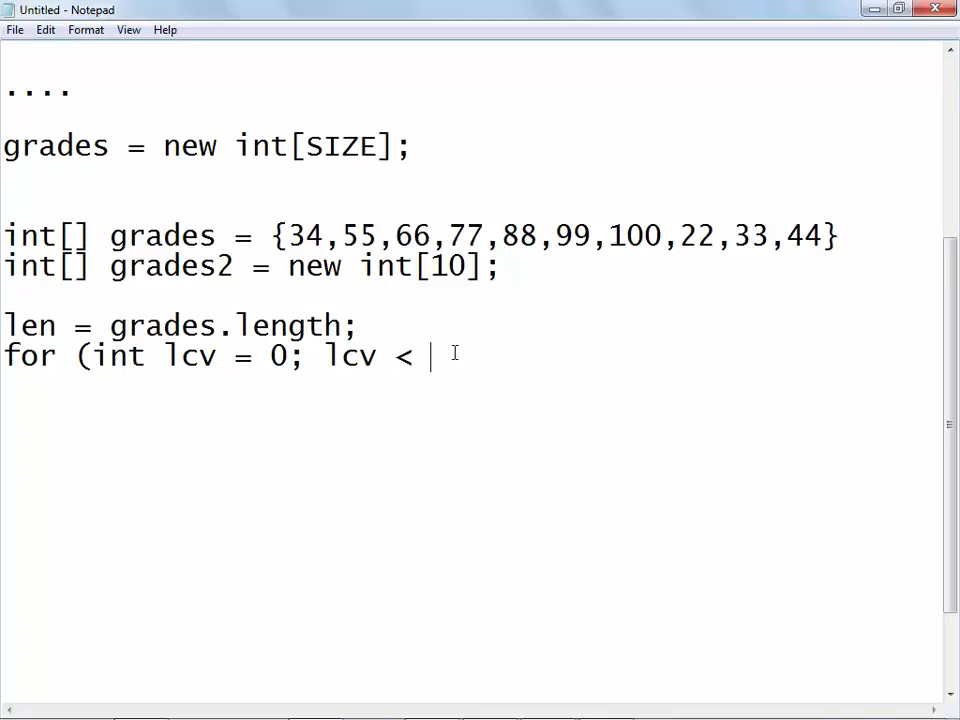 Untitled - Notepad
File Edit Format View Help
....
grades = new int[SIZE];
int[] grades = {34,55,66,77,88,99,100,22,33,44}
int[] grades2 = new int[10];
len = grades.length;
for (int lcv = 0; lcv <